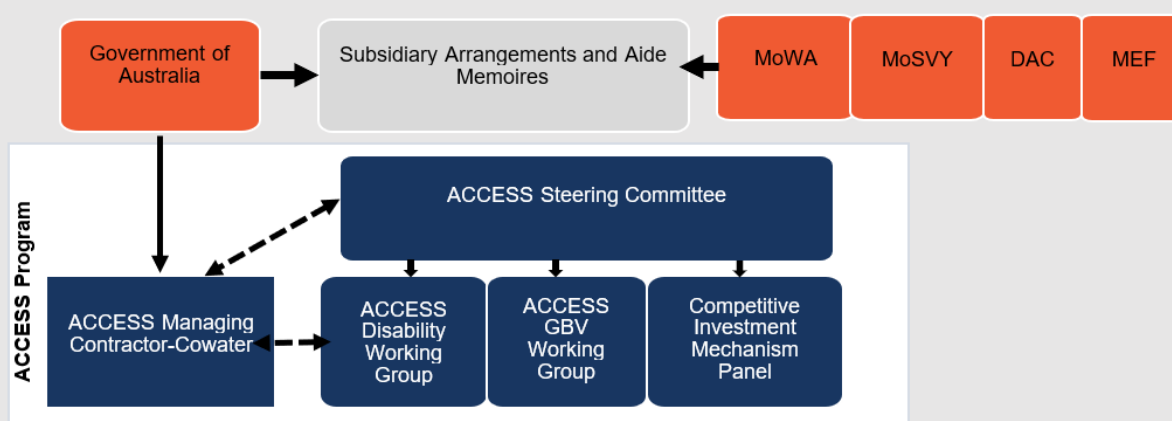 Government of
Australia
Subsidiary Arrangements and Aide
Memoires
MoWA
MoSVY
DAC
MEF
ACCESS Program
ACCESS Steering Committee
ACCESS Managing
Contractor-Cowater
ACCESS
Disability
Working
Group
ACCESS
GBV
Working
Group
Competitive
Investment
Mechanism
Panel